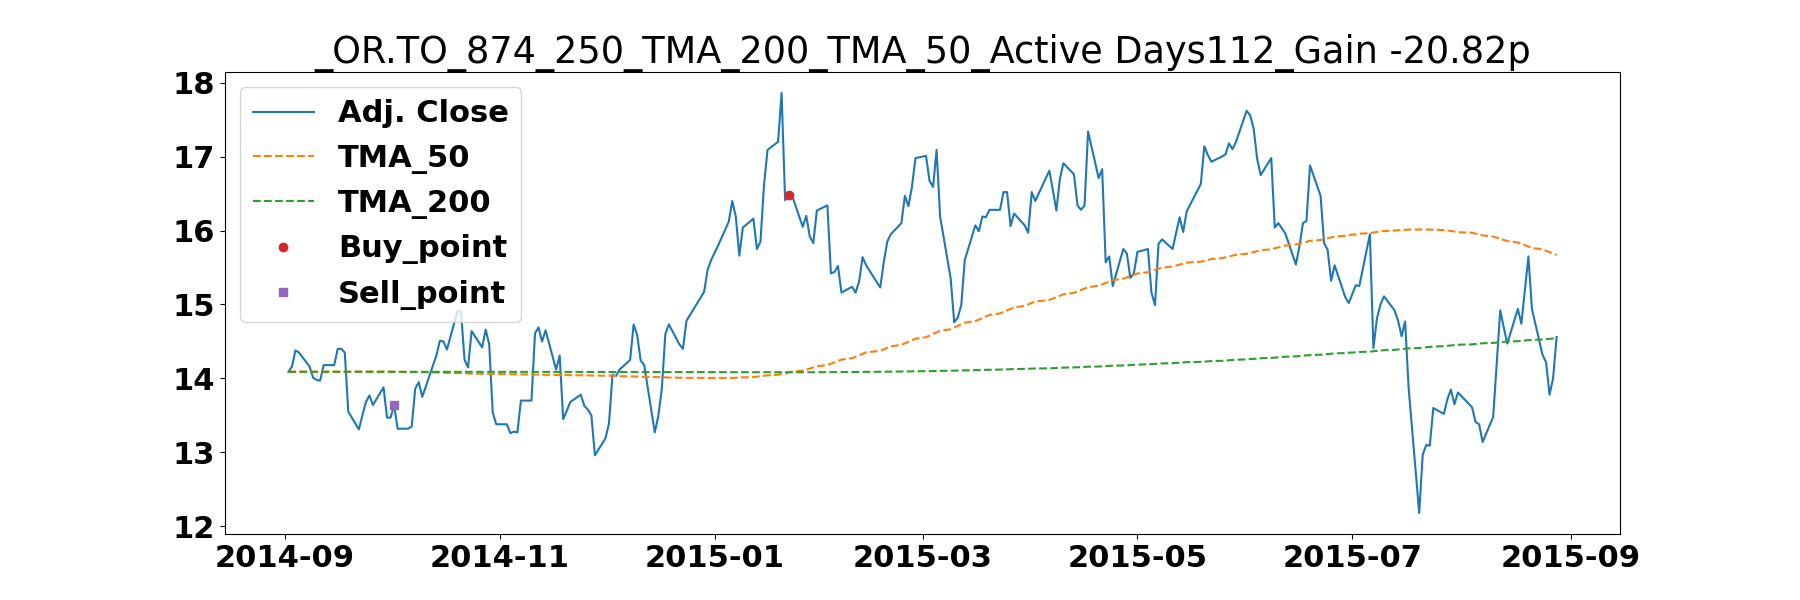 _OR.TO_874_250_TMA_200_TMA_50_Active Days112_Gain -20.82p
18
17
16
15
14
13
12
Adj. Close
TMA_50
TMA_200
Buy_point
Sell_point
2014-09 2014-11 2015-01 2015-03 2015-05 2015-07 2015-09